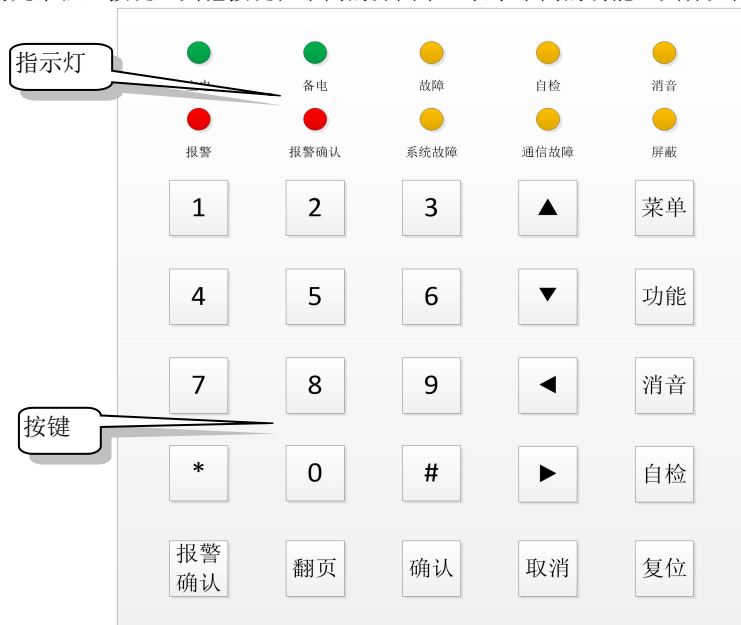 指示灯
备电 故障 自检 消音
报警 报警确认 系统故障 通信故障 屏蔽
1 2 3 ▲ 菜单
4 5 6 ▼ 功能
7 8 9 ◀ 消音
按键
* 0 # ▶ 自检
报警
确认 翻页 确认 取消 复位